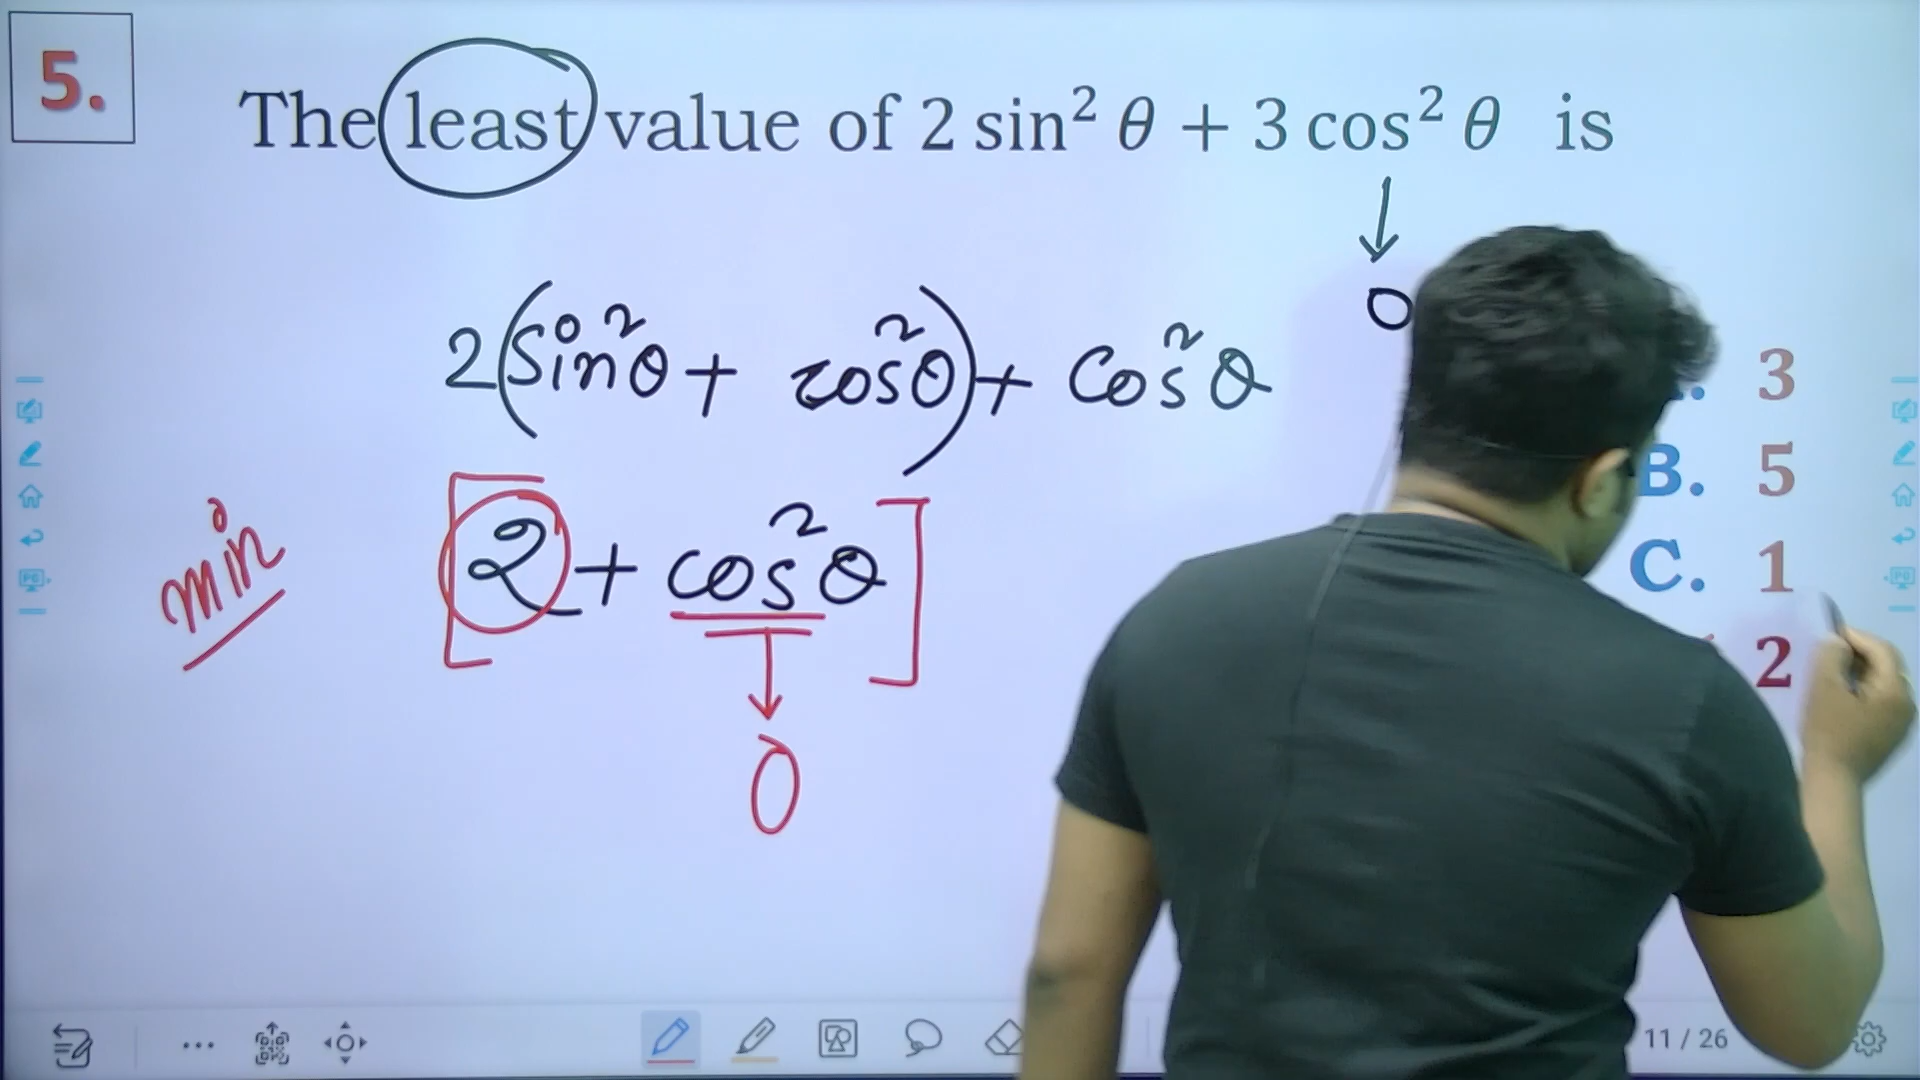 5.
The least value of 2 sin² θ + 3 cos² θ is
0
2(sin²θ + cos²θ) + cos²θ
3
B. 5
min [2 + cos²θ]
C. 1
2
0
11 / 26